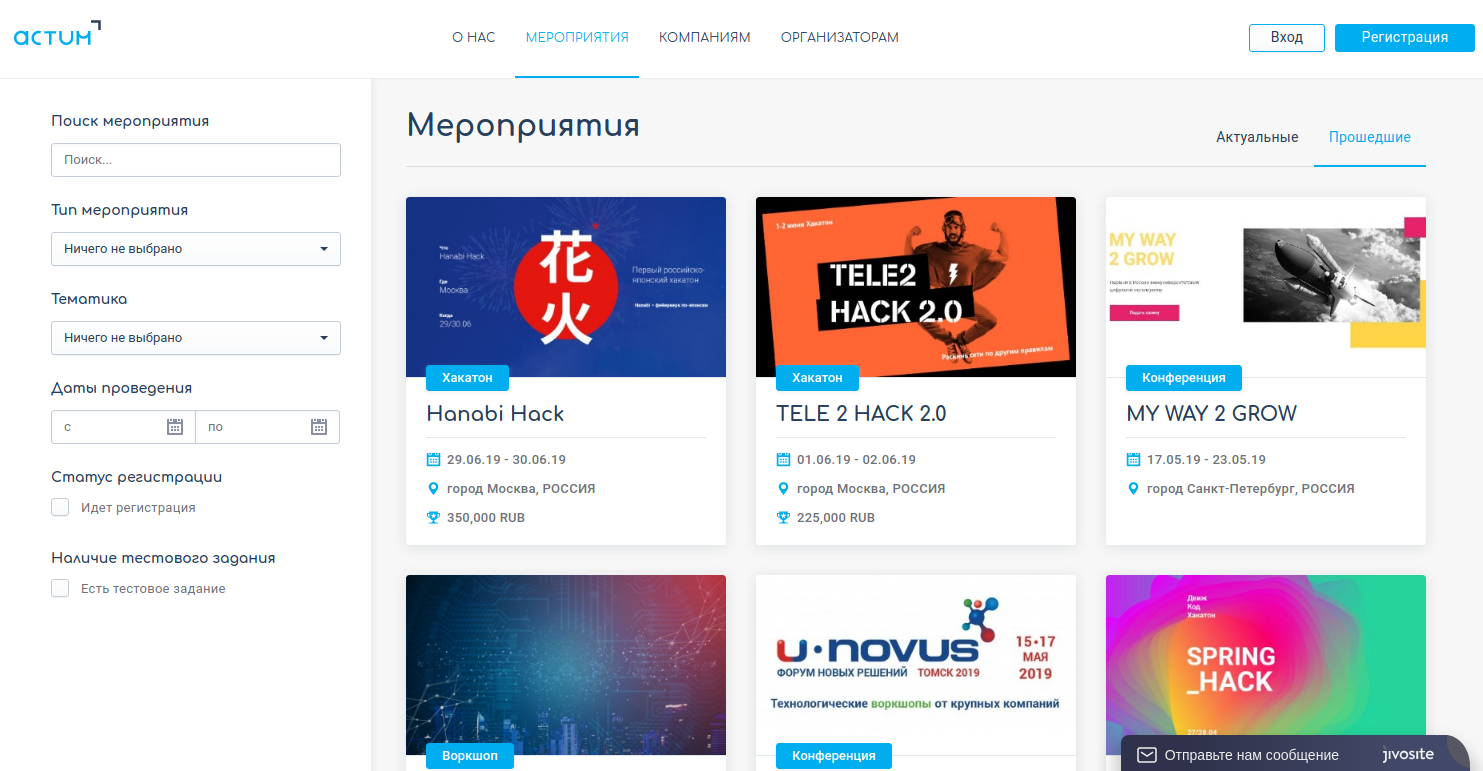 астим
О НАС
МЕРОПРИЯТИЯ
КОМПАНИЯМ
ОРГАНИЗАТОРАМ
Вход
Регистрация
Поиск мероприятия
Поиск...
Тип мероприятия
Ничего не выбрано
Тематика
Ничего не выбрано
Даты проведения
с
по
Статус регистрации
Идет регистрация
Наличие тестового задания
Есть тестовое задание
Мероприятия
Актуальные
Прошедшие
Что
Hanabi Hack
Где
Москва
Когда
29/30.06
花
火
Первый российско-
японский хакатон
Hanabi – фейерверк по-японски
Хакатон
Hanabi Hack
29.06.19 - 30.06.19
город Москва, РОССИЯ
350,000 RUB
1-2 июня Хакатон
TELE2
HACK 2.0
Раскинь сети по другим правилам
Хакатон
TELE 2 HACK 2.0
01.06.19 - 02.06.19
город Москва, РОССИЯ
225,000 RUB
MY WAY
2 GROW
Подать заявку
Конференция
MY WAY 2 GROW
17.05.19 - 23.05.19
город Санкт-Петербург, РОССИЯ
Воркшоп
u·novus
15•17
МАЯ
2019
ФОРУМ НОВЫХ РЕШЕНИЙ ТОМСК 2019
Технологические воркшопы от крупных компаний
Конференция
Движ
Код
Хакатон
SPRING
_HACK
27/28.04
Отправьте нам сообщение
jivosite